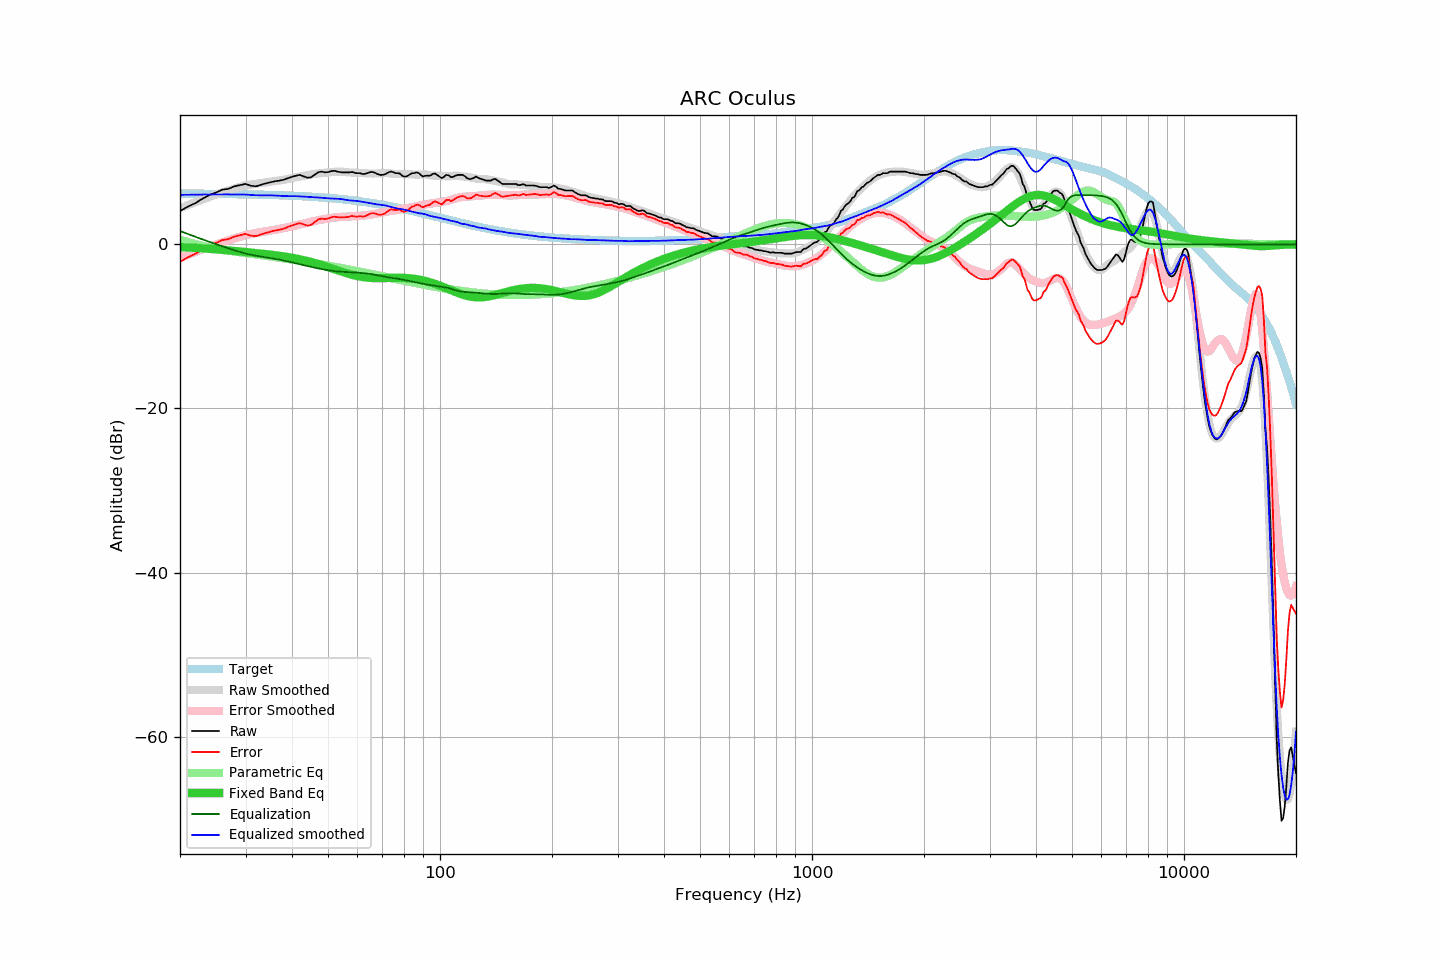 ARC Oculus
Amplitude (dBr)
0
−20
−40
−60
Target
Raw Smoothed
Error Smoothed
Raw
Error
Parametric Eq
Fixed Band Eq
Equalization
Equalized smoothed
100
1000
10000
Frequency (Hz)